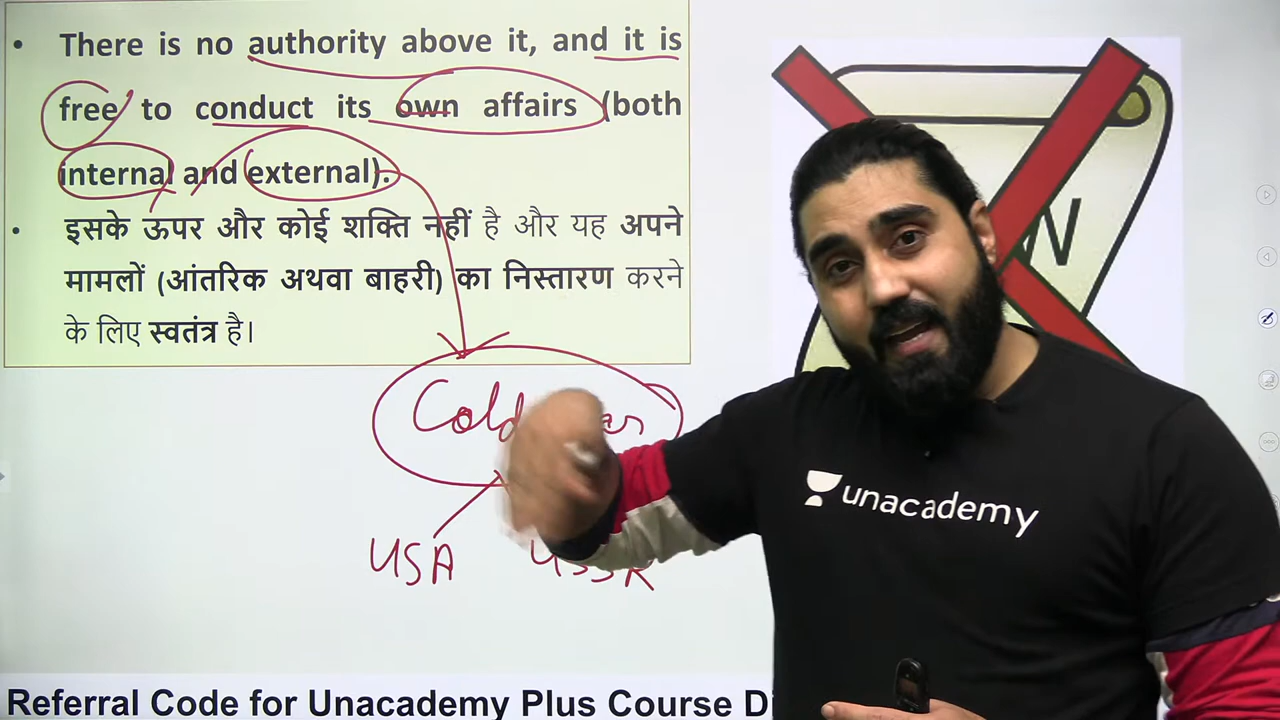 • There is no authority above it, and it is
free to conduct its own affairs (both
internal and external).
• इसके ऊपर और कोई शक्ति नहीं है और यह अपने
मामलों (आंतरिक अथवा बाहरी) का निस्तारण करने
के लिए स्वतंत्र है।
Cold
USA USSR
unacademy
Referral Code for Unacademy Plus Course